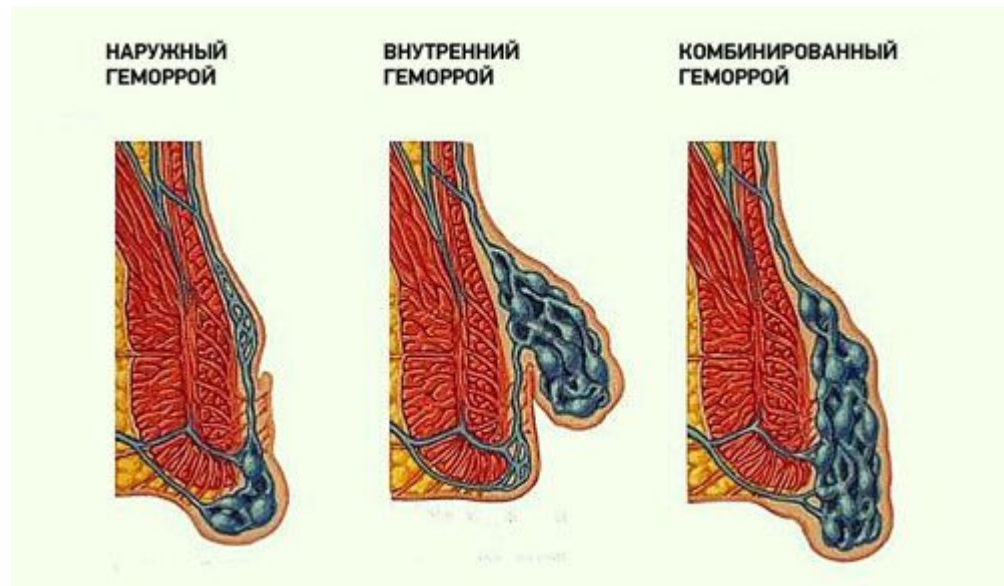 НАРУЖНЫЙ
ГЕМОРРОЙ
ВНУТРЕННИЙ
ГЕМОРРОЙ
КОМБИНИРОВАННЫЙ
ГЕМОРРОЙ